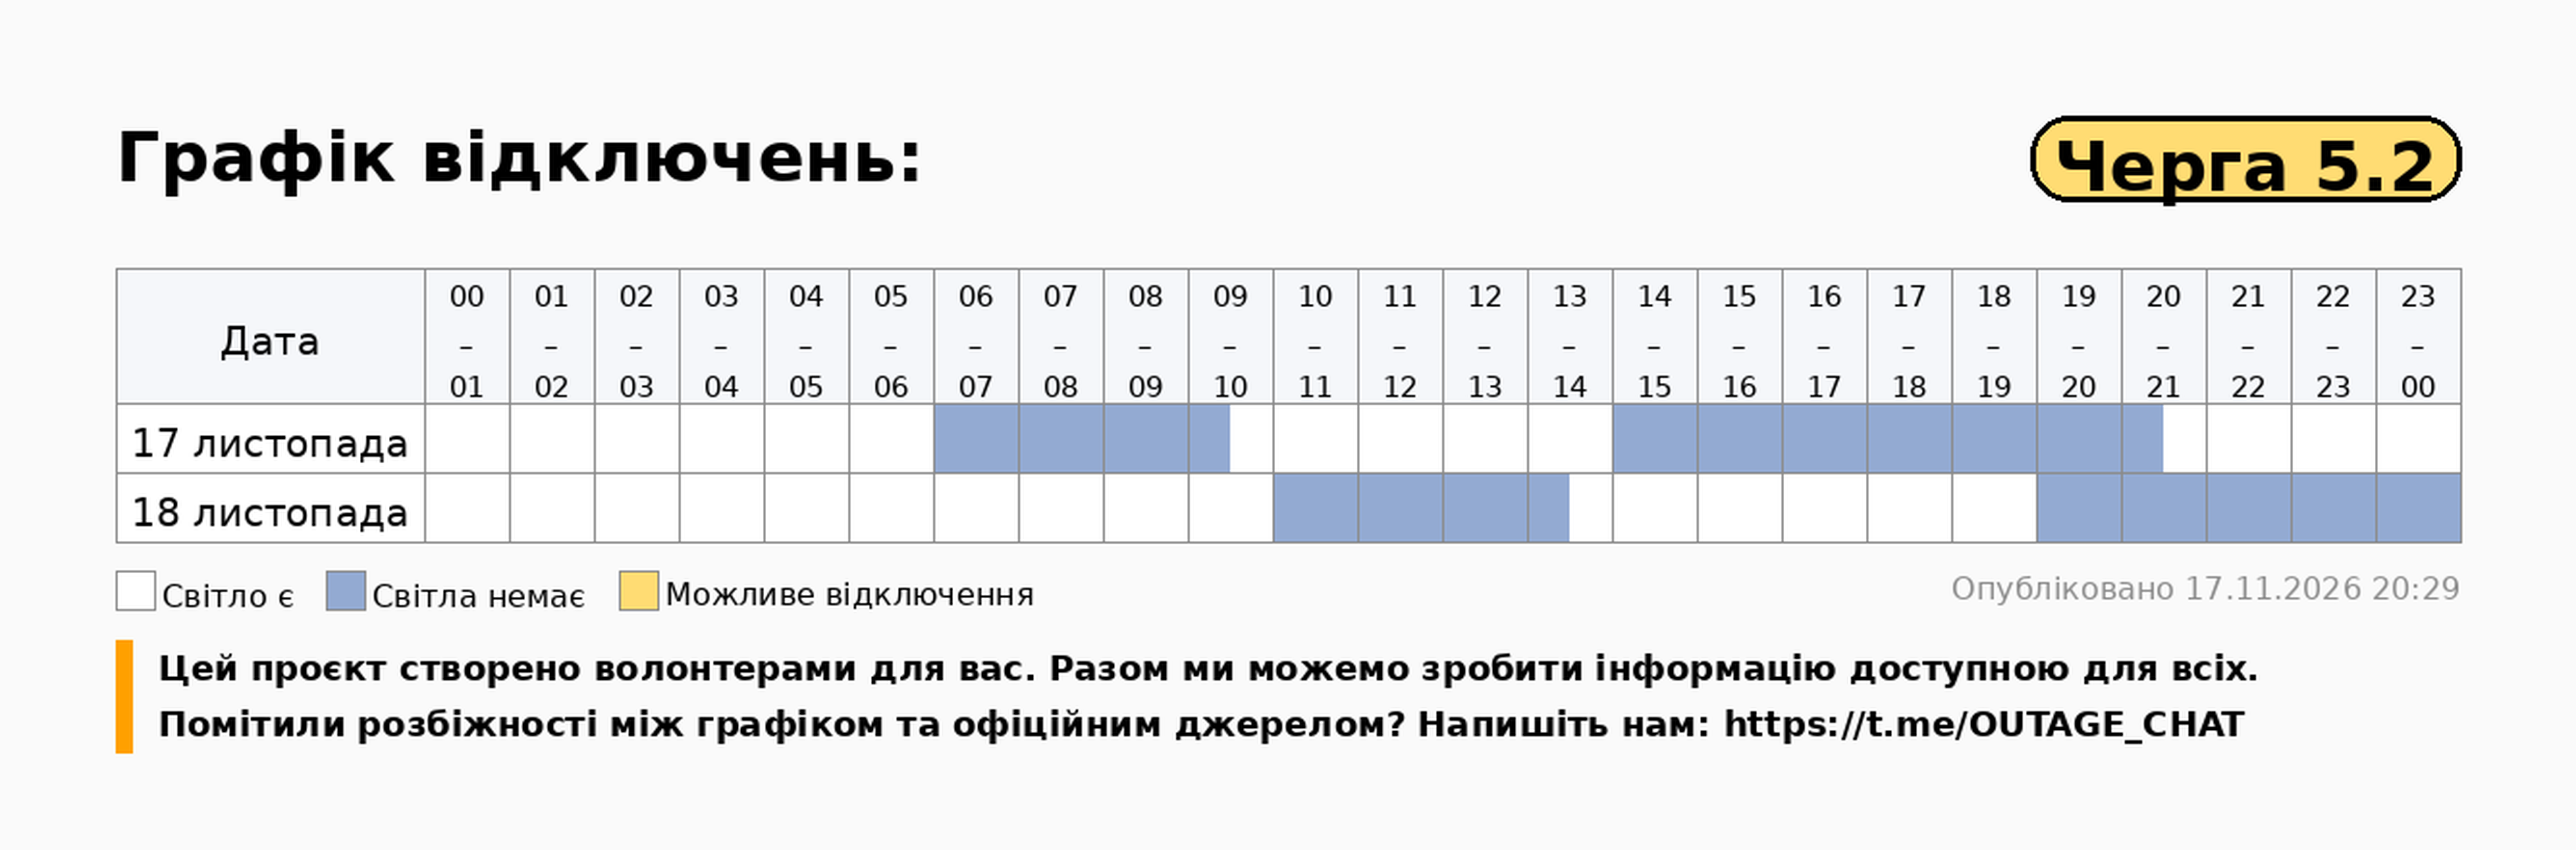 Графік відключень:
Черга 5.2
Дата
00 – 01
01 – 02
02 – 03
03 – 04
04 – 05
05 – 06
06 – 07
07 – 08
08 – 09
09 – 10
10 – 11
11 – 12
12 – 13
13 – 14
14 – 15
15 – 16
16 – 17
17 – 18
18 – 19
19 – 20
20 – 21
21 – 22
22 – 23
23 – 00
17 листопада
18 листопада
Світло є
Світла немає
Можливе відключення
Опубліковано 17.11.2026 20:29
Цей проєкт створено волонтерами для вас. Разом ми можемо зробити інформацію доступною для всіх.
Помітили розбіжності між графіком та офіційним джерелом? Напишіть нам: https://t.me/OUTAGE_CHAT